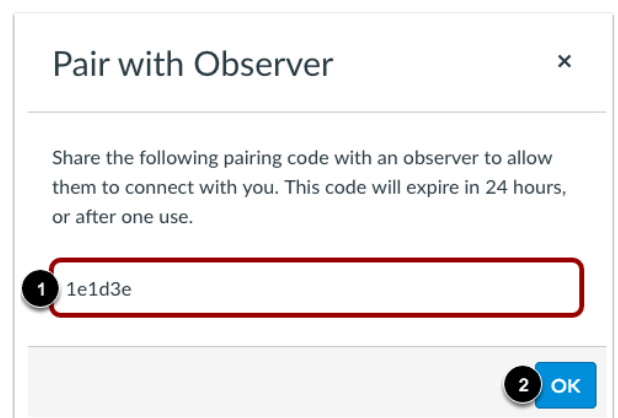 Pair with Observer ×
Share the following pairing code with an observer to allow
them to connect with you. This code will expire in 24 hours,
or after one use.
1 1e1d3e
2 OK